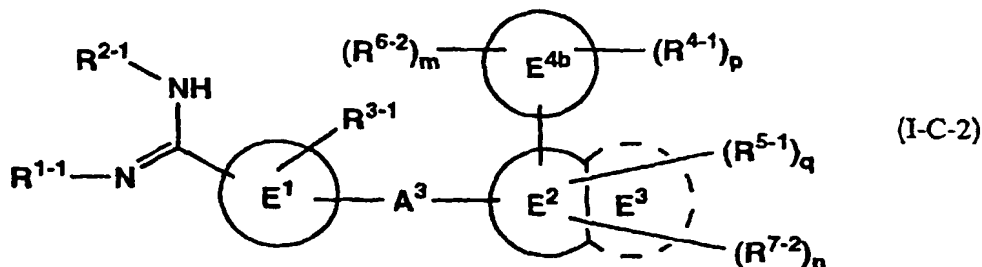 (R⁶⁻²)ₘ (R⁴⁻¹)ₚ
E⁴ᵇ
R²⁻¹
NH
R³⁻¹
(I-C-2)
(R⁵⁻¹)q
R¹⁻¹ N E¹ A³ E² E³
(R⁷⁻²)ₙ